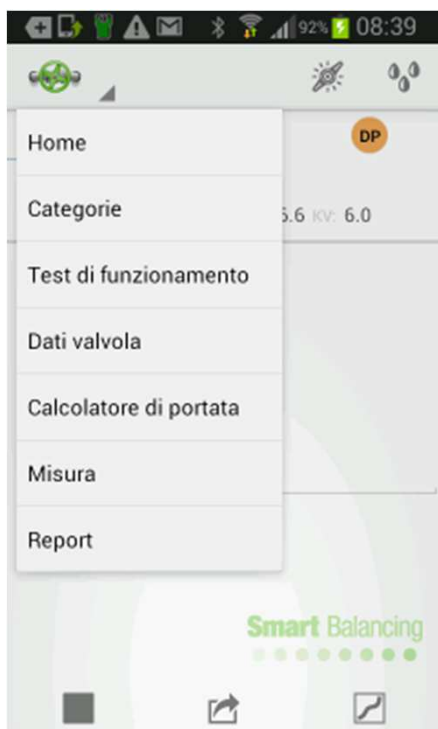 92% 08:39
Home
DP
Categorie
5.6 KV: 6.0
Test di funzionamento
Dati valvola
Calcolatore di portata
Misura
Report
Smart Balancing